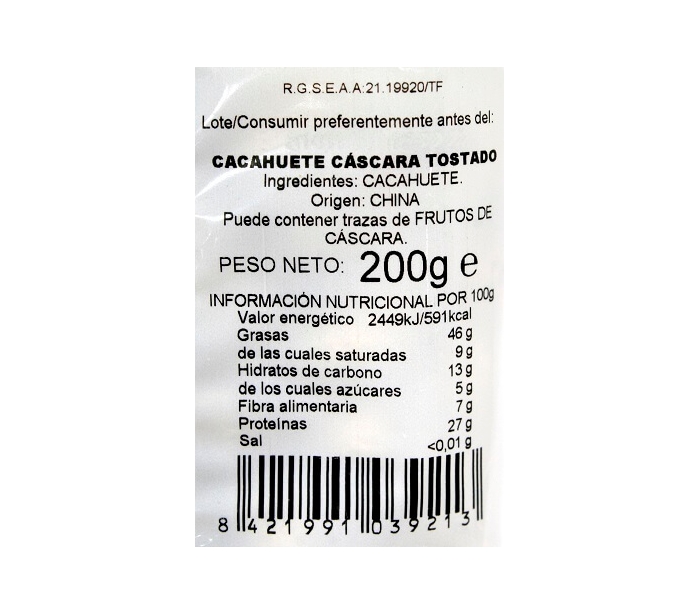 R.G.S.E.A.A:21.19920/TF
Lote/Consumir preferentemente antes del:
CACAHUETE CÁSCARA TOSTADO
Ingredientes: CACAHUETE.
Origen: CHINA
Puede contener trazas de FRUTOS DE
CÁSCARA.
PESO NETO: 200g e
INFORMACIÓN NUTRICIONAL POR 100g
Valor energético 2449kJ/591kcal
Grasas 46 g
de las cuales saturadas 9 g
Hidratos de carbono 13 g
de los cuales azúcares 5 g
Fibra alimentaria 7 g
Proteínas 27 g
Sal <0,01 g
8 421991 039213